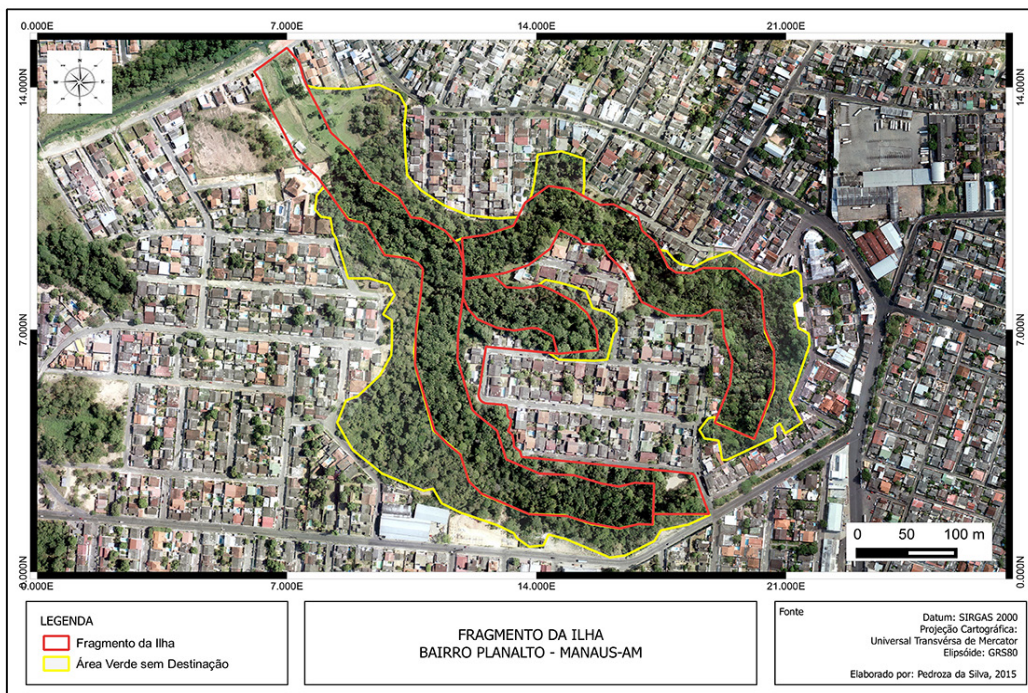 0.000E 7.000E 14.000E 21.000E
14.000N 14.000N
7.000N 7.000N
0 50 100 m
0.000N 0.000N
0.000E 7.000E 14.000E 21.000E
LEGENDA
Fragmento da Ilha
Área Verde sem Destinação
FRAGMENTO DA ILHA
BAIRRO PLANALTO - MANAUS-AM
Fonte
Datum: SIRGAS 2000
Projeção Cartográfica:
Universal Transvérsa de Mercator
Elipsóide: GRS80
Elaborado por: Pedroza da Silva, 2015